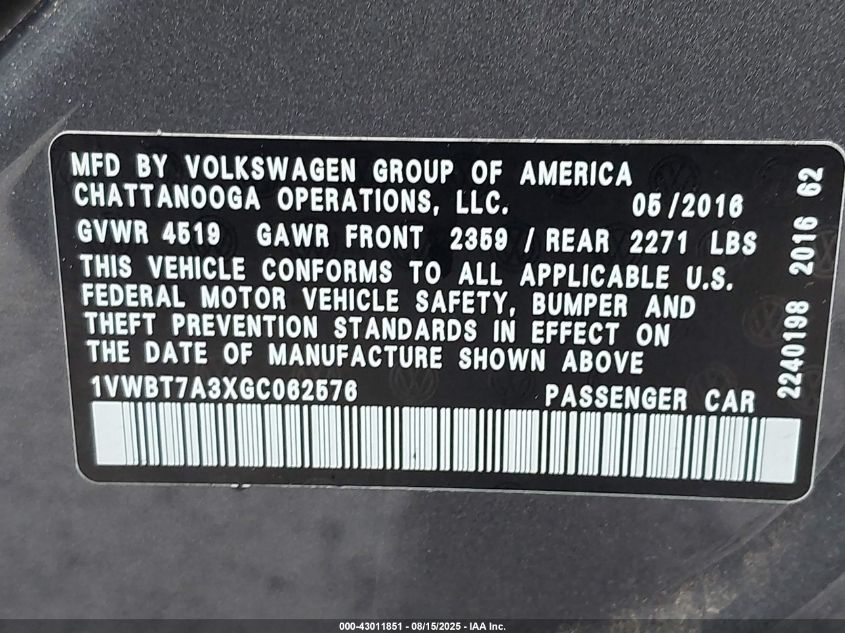 MFD BY VOLKSWAGEN GROUP OF AMERICA
CHATTANOOGA OPERATIONS, LLC. 05/2016
GVWR 4519 GAWR FRONT 2359 / REAR 2271 LBS
THIS VEHICLE CONFORMS TO ALL APPLICABLE U.S.
FEDERAL MOTOR VEHICLE SAFETY, BUMPER AND
THEFT PREVENTION STANDARDS IN EFFECT ON
THE DATE OF MANUFACTURE SHOWN ABOVE
1VWBT7A3XGC062576 PASSENGER CAR
2240198 2016 62
000-43011851 - 08/15/2025 - IAA Inc.